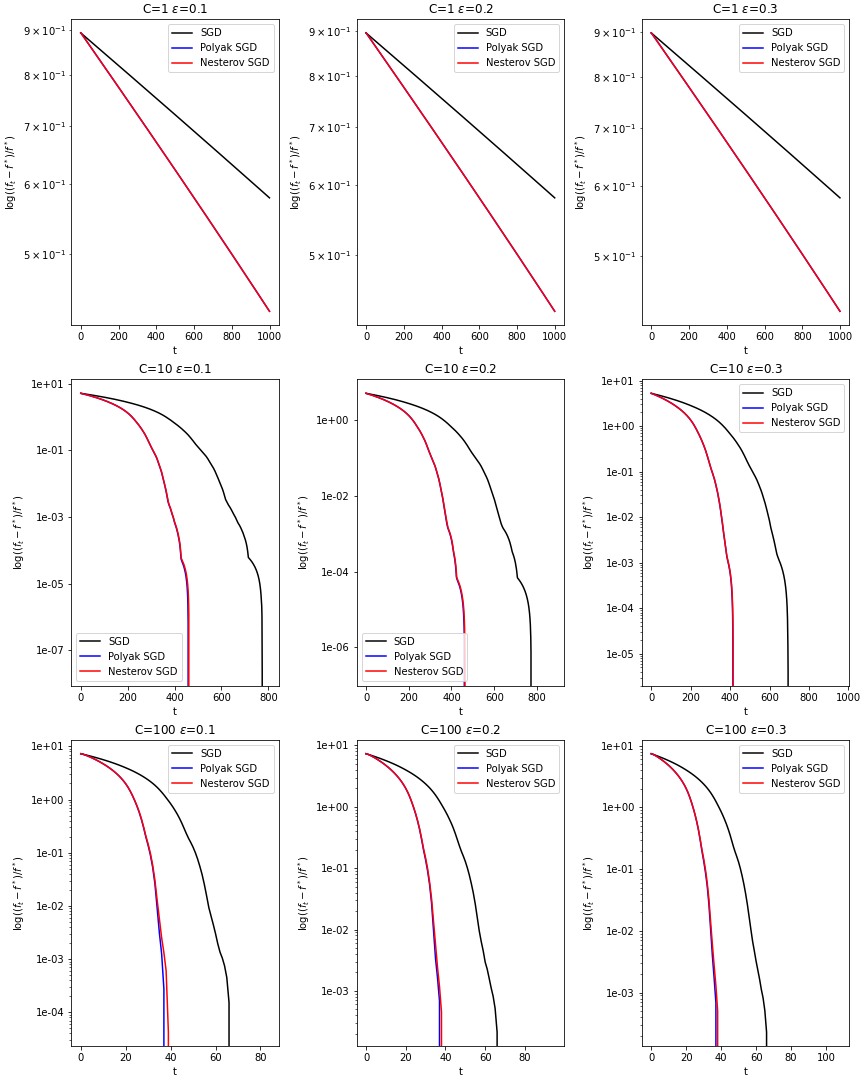 C=1 ε=0.1
9 × 10⁻¹
8 × 10⁻¹
7 × 10⁻¹
6 × 10⁻¹
5 × 10⁻¹
log((fₜ − f*)/f*)
SGD
Polyak SGD
Nesterov SGD
0 200 400 600 800 1000
t
C=1 ε=0.2
9 × 10⁻¹
8 × 10⁻¹
7 × 10⁻¹
6 × 10⁻¹
5 × 10⁻¹
log((fₜ − f*)/f*)
SGD
Polyak SGD
Nesterov SGD
0 200 400 600 800 1000
t
C=1 ε=0.3
9 × 10⁻¹
8 × 10⁻¹
7 × 10⁻¹
6 × 10⁻¹
5 × 10⁻¹
log((fₜ − f*)/f*)
SGD
Polyak SGD
Nesterov SGD
0 200 400 600 800 1000
t
C=10 ε=0.1
1e+01
1e-01
1e-03
1e-05
1e-07
log((fₜ − f*)/f*)
SGD
Polyak SGD
Nesterov SGD
0 200 400 600 800
t
C=10 ε=0.2
1e+00
1e-02
1e-04
1e-06
log((fₜ − f*)/f*)
SGD
Polyak SGD
Nesterov SGD
0 200 400 600 800
t
C=10 ε=0.3
1e+01
1e+00
1e-01
1e-02
1e-03
1e-04
1e-05
log((fₜ − f*)/f*)
SGD
Polyak SGD
Nesterov SGD
0 200 400 600 800 1000
t
C=100 ε=0.1
1e+01
1e+00
1e-01
1e-02
1e-03
1e-04
log((fₜ − f*)/f*)
SGD
Polyak SGD
Nesterov SGD
0 20 40 60 80
t
C=100 ε=0.2
1e+01
1e+00
1e-01
1e-02
1e-03
log((fₜ − f*)/f*)
SGD
Polyak SGD
Nesterov SGD
0 20 40 60 80
t
C=100 ε=0.3
1e+01
1e+00
1e-01
1e-02
1e-03
log((fₜ − f*)/f*)
SGD
Polyak SGD
Nesterov SGD
0 20 40 60 80 100
t